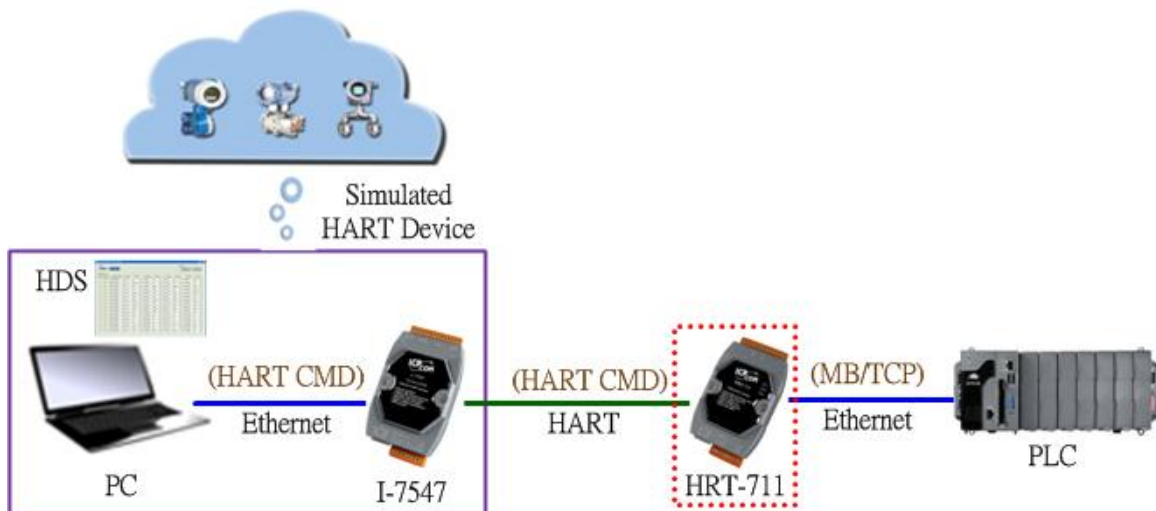 Simulated
HART Device
HDS
(HART CMD)
Ethernet
(HART CMD)
HART
(MB/TCP)
Ethernet
PC
I-7547
HRT-711
PLC